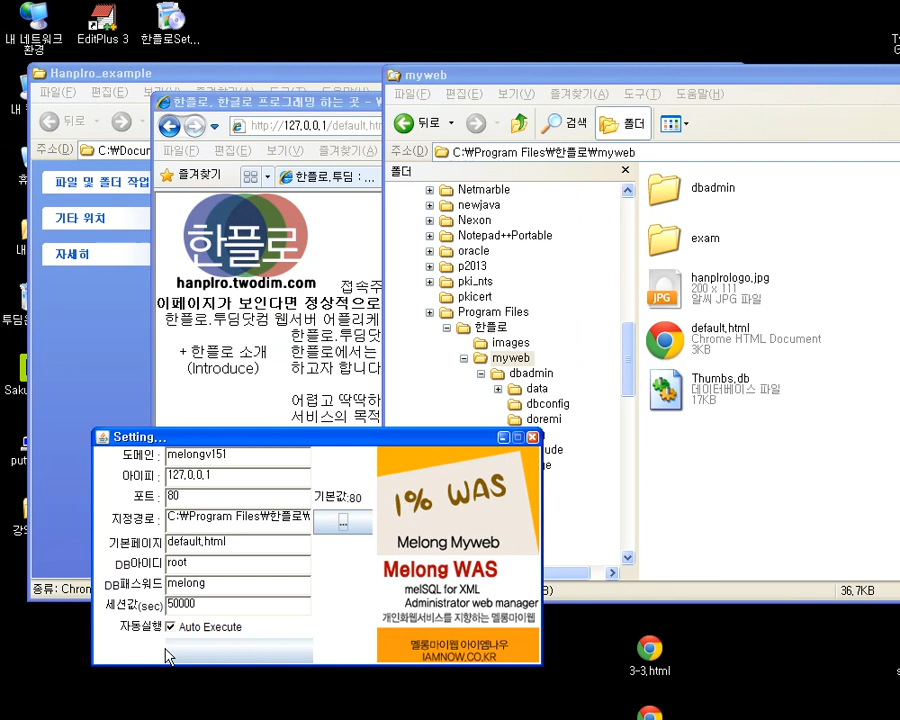 내 네트워크
환경
EditPlus 3
한플로Set...
Hanplro_example
파일(F)
편집(E)
뒤로
주소(D)
C:₩Docum
파일 및 폴더 작업
기타 위치
자세히
종류: Chrom
한플로, 한글로 프로그래밍 하는 곳 - W
http://127.0.0.1/default.htm
파일(F) 편집(E) 보기(V) 즐겨찾기(A)
즐겨찾기
한플로.투딤 : ...
한플로
hanplro.twodim.com
접속주
이페이지가 보인다면 정상적으로
한플로.투딤닷컴 웹서버 어플리케
한플로.투딤닷
+ 한플로 소개
(Introduce)
한플로에서는
하고자 합니다
어렵고 딱딱하
서비스의 목적
myweb
파일(F) 편집(E) 보기(V) 즐겨찾기(A) 도구(T) 도움말(H)
뒤로
검색
폴더
주소(D)
C:₩Program Files₩한플로₩myweb
폴더
Netmarble
newjava
Nexon
Notepad++Portable
oracle
p2013
pki_nts
pkicert
Program Files
한플로
images
myweb
dbadmin
data
dbconfig
doremi
dbadmin
exam
hanplrologo.jpg
200 x 111
알씨 JPG 파일
default.html
Chrome HTML Document
3KB
Thumbs.db
데이터베이스 파일
17KB
36.7KB
Setting...
도메인 : melongv151
아이피 : 127.0.0.1
포트 : 80 기본값:80
지정경로 : C:₩Program Files₩한플로₩ ...
기본페이지 default.html
DB아이디 root
DB패스워드 melong
세션값(sec) 50000
자동실행 Auto Execute
1% WAS
Melong Myweb
Melong WAS
melSQL for XML
Administrator web manager
개인화웹서비스를 지향하는 멜롱마이웹
멜롱마이웹 아이엠나우
IAMNOW.CO.KR
3-3.html